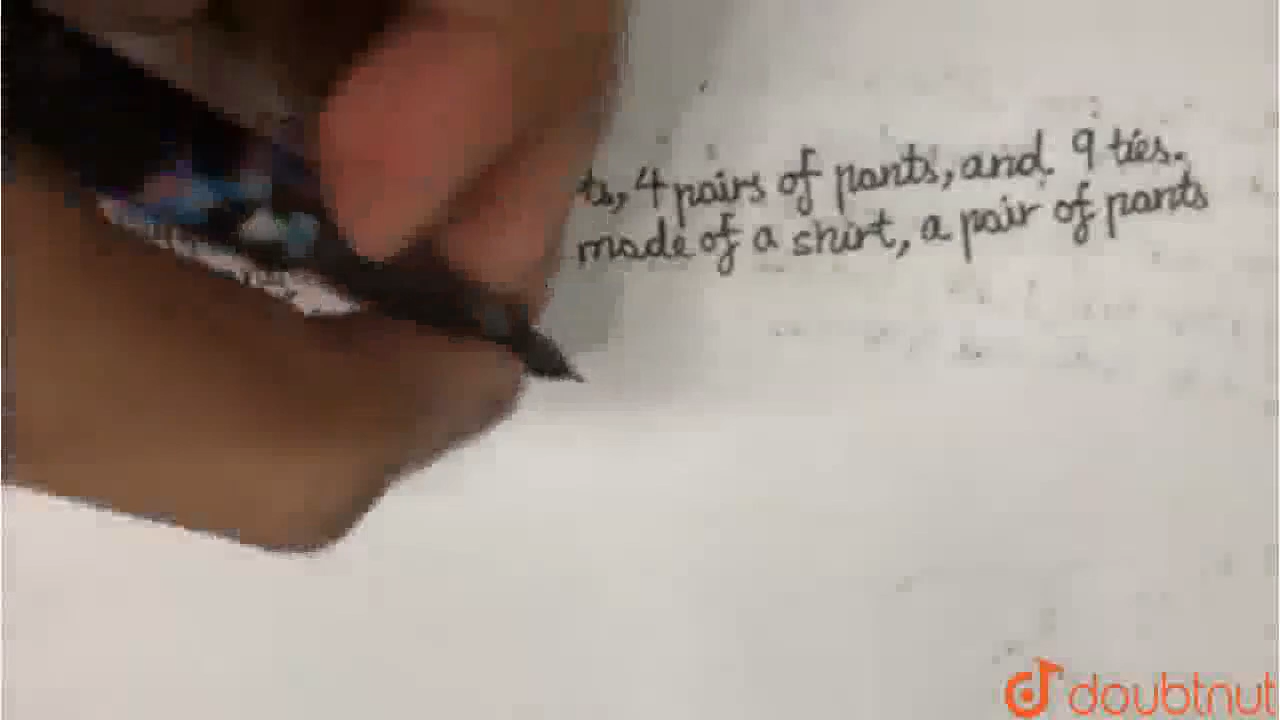 ts, 4 pairs of pants, and 9 ties.
made of a shirt, a pair of pants
doubtnut